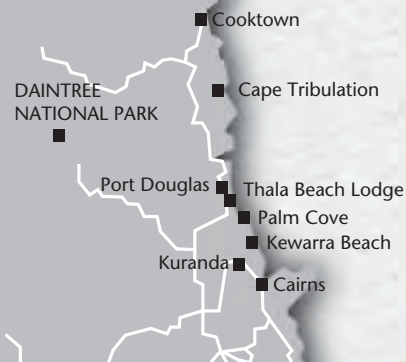 Cooktown
Cape Tribulation
DAINTREE
NATIONAL PARK
Port Douglas
Thala Beach Lodge
Palm Cove
Kewarra Beach
Kuranda
Cairns